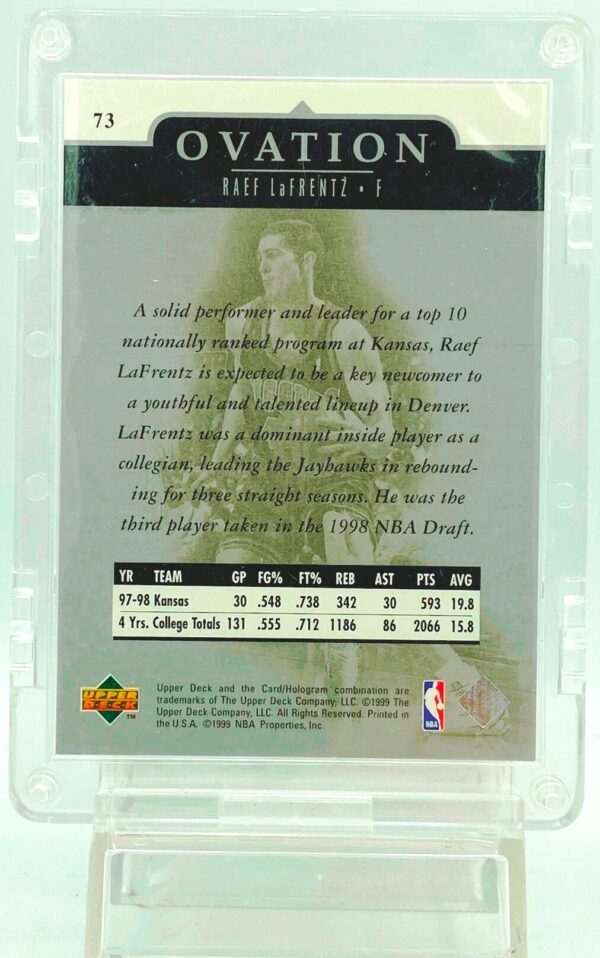 73
OVATION
RAEF LaFRENTZ • F
A solid performer and leader for a top 10
nationally ranked program at Kansas, Raef
LaFrentz is expected to be a key newcomer to
a youthful and talented lineup in Denver.
LaFrentz was a dominant inside player as a
collegian, leading the Jayhawks in rebound-
ing for three straight seasons. He was the
third player taken in the 1998 NBA Draft.
YR TEAM GP FG% FT% REB AST PTS AVG
97-98 Kansas 30 .548 .738 342 30 593 19.8
4 Yrs. College Totals 131 .555 .712 1186 86 2066 15.8
UPPER
DECK
TM
Upper Deck and the Card/Hologram combination are
trademarks of The Upper Deck Company, LLC. ©1999 The
Upper Deck Company, LLC. All Rights Reserved. Printed in
the U.S.A. ©1999 NBA Properties, Inc.
NBA